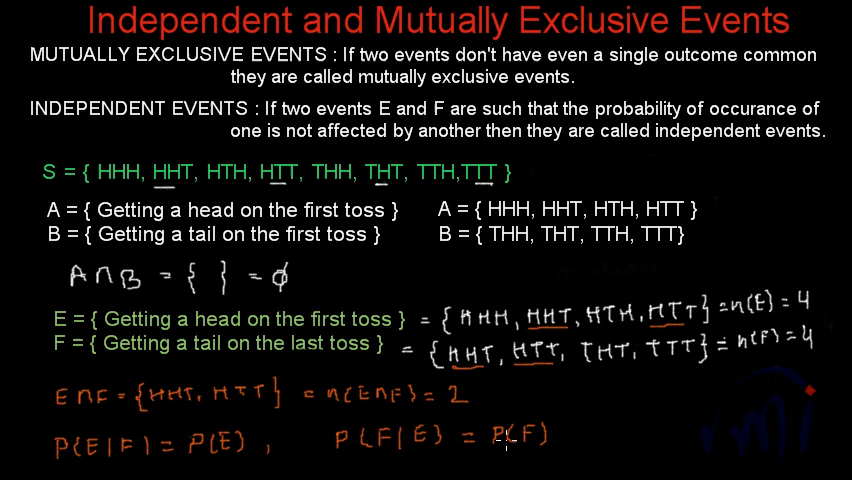 Independent and Mutually Exclusive Events
MUTUALLY EXCLUSIVE EVENTS : If two events don't have even a single outcome common
they are called mutually exclusive events.
INDEPENDENT EVENTS : If two events E and F are such that the probability of occurance of
one is not affected by another then they are called independent events.
S = { HHH, HHT, HTH, HTT, THH, THT, TTH,TTT }
A = { Getting a head on the first toss } A = { HHH, HHT, HTH, HTT }
B = { Getting a tail on the first toss } B = { THH, THT, TTH, TTT}
A∩B = { } = ϕ
E = { Getting a head on the first toss } = {HHH, HHT, HTH, HTT} = n(E) = 4
F = { Getting a tail on the last toss } = {HHT, HTT, THT, TTT} = n(F) = 4
E∩F = {HHT, HTT} = n(E∩F) = 2
P(E|F) = P(E), P(F|E) = P(F)